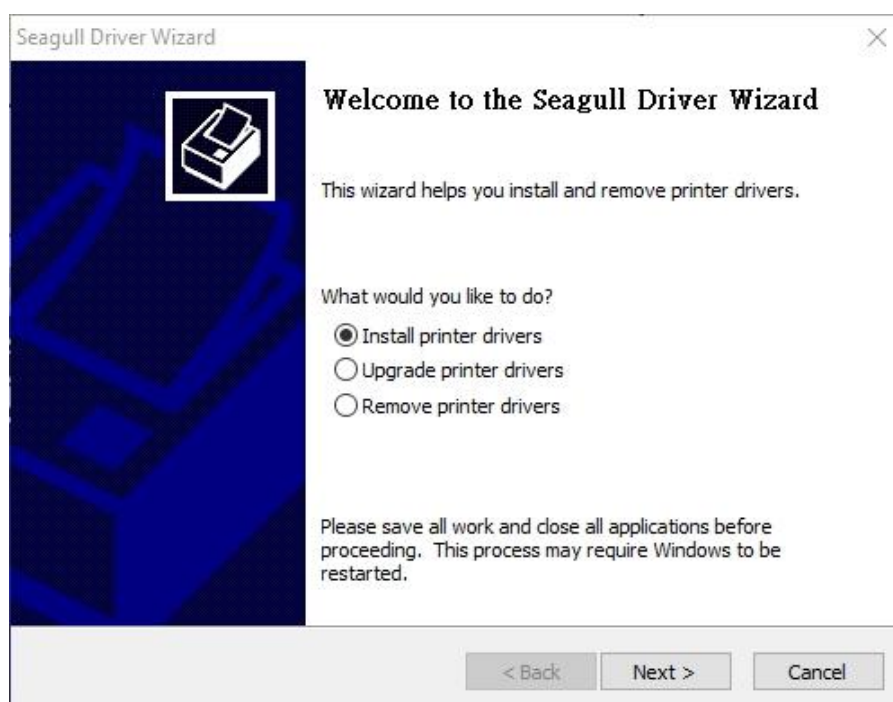 Seagull Driver Wizard
Welcome to the Seagull Driver Wizard
This wizard helps you install and remove printer drivers.
What would you like to do?
Install printer drivers
Upgrade printer drivers
Remove printer drivers
Please save all work and close all applications before
proceeding. This process may require Windows to be
restarted.
< Back Next > Cancel